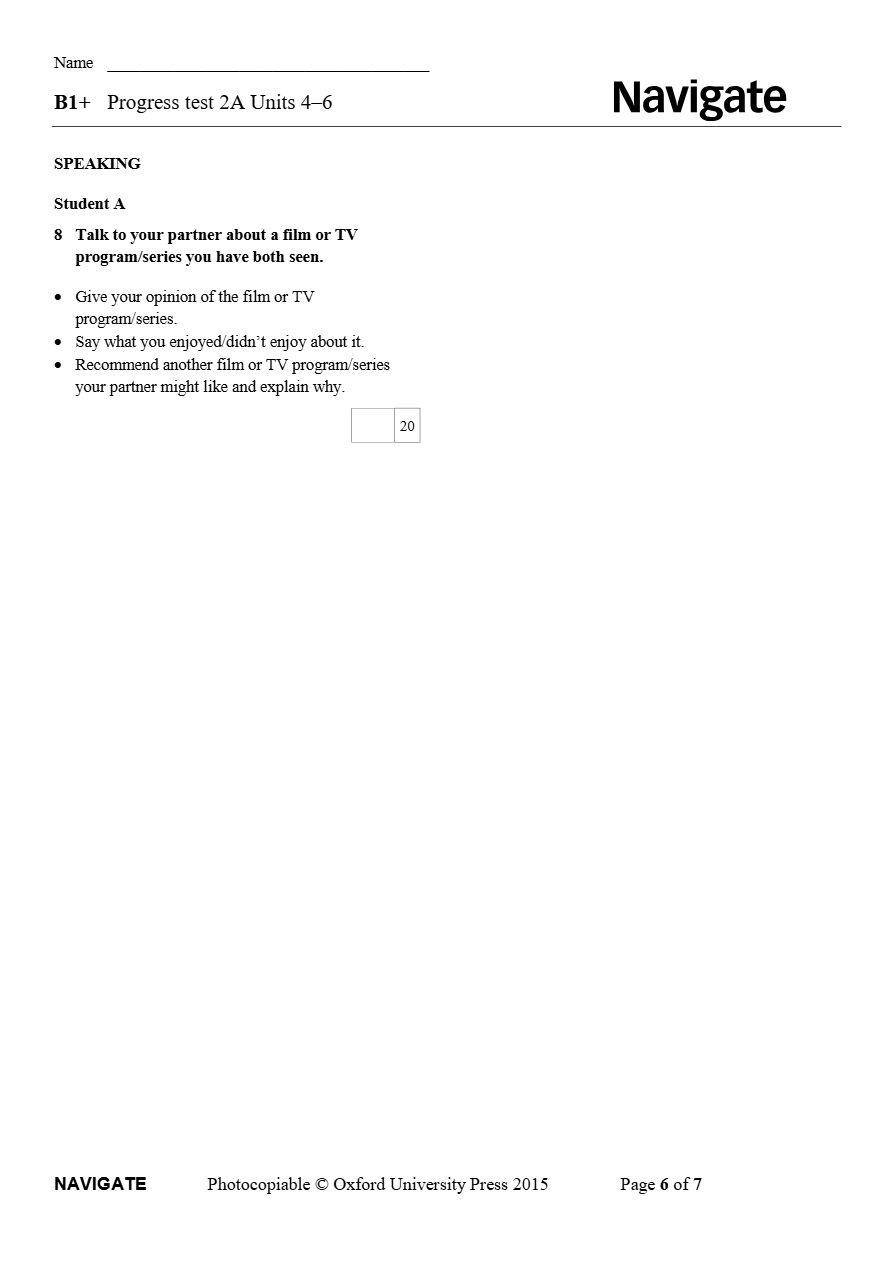 Name
B1+ Progress test 2A Units 4–6
Navigate
SPEAKING
Student A
8 Talk to your partner about a film or TV
program/series you have both seen.
• Give your opinion of the film or TV
program/series.
• Say what you enjoyed/didn’t enjoy about it.
• Recommend another film or TV program/series
your partner might like and explain why.
20
NAVIGATE Photocopiable © Oxford University Press 2015 Page 6 of 7